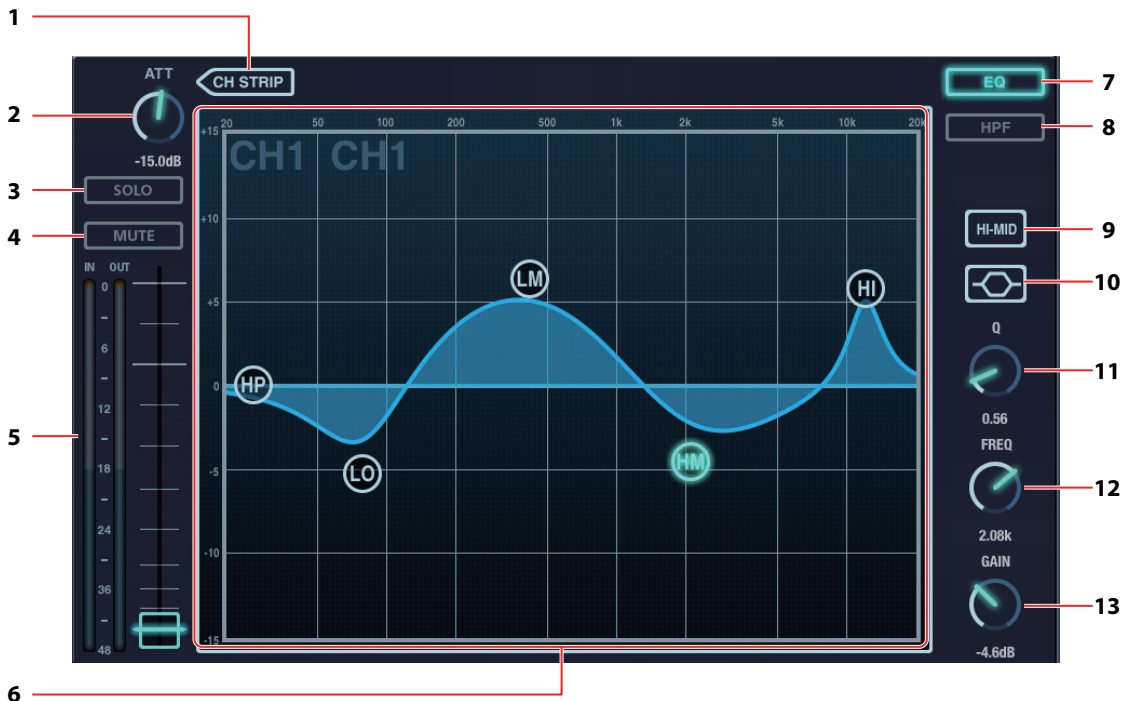 1
ATT
CH STRIP
EQ
7
2
20 50 100 200 500 1k 2k 5k 10k 20k
+15
HPF
8
CH1 CH1
-15.0dB
3
SOLO
4
MUTE
+10
HI-MID
9
IN OUT
10
0
-
6
-
12
-
18
-
24
-
36
-
48
LM
HI
+5
Q
0
HP
11
5
0.56
FREQ
LO
HM
-5
12
2.08k
-10
GAIN
13
-15
-4.6dB
6